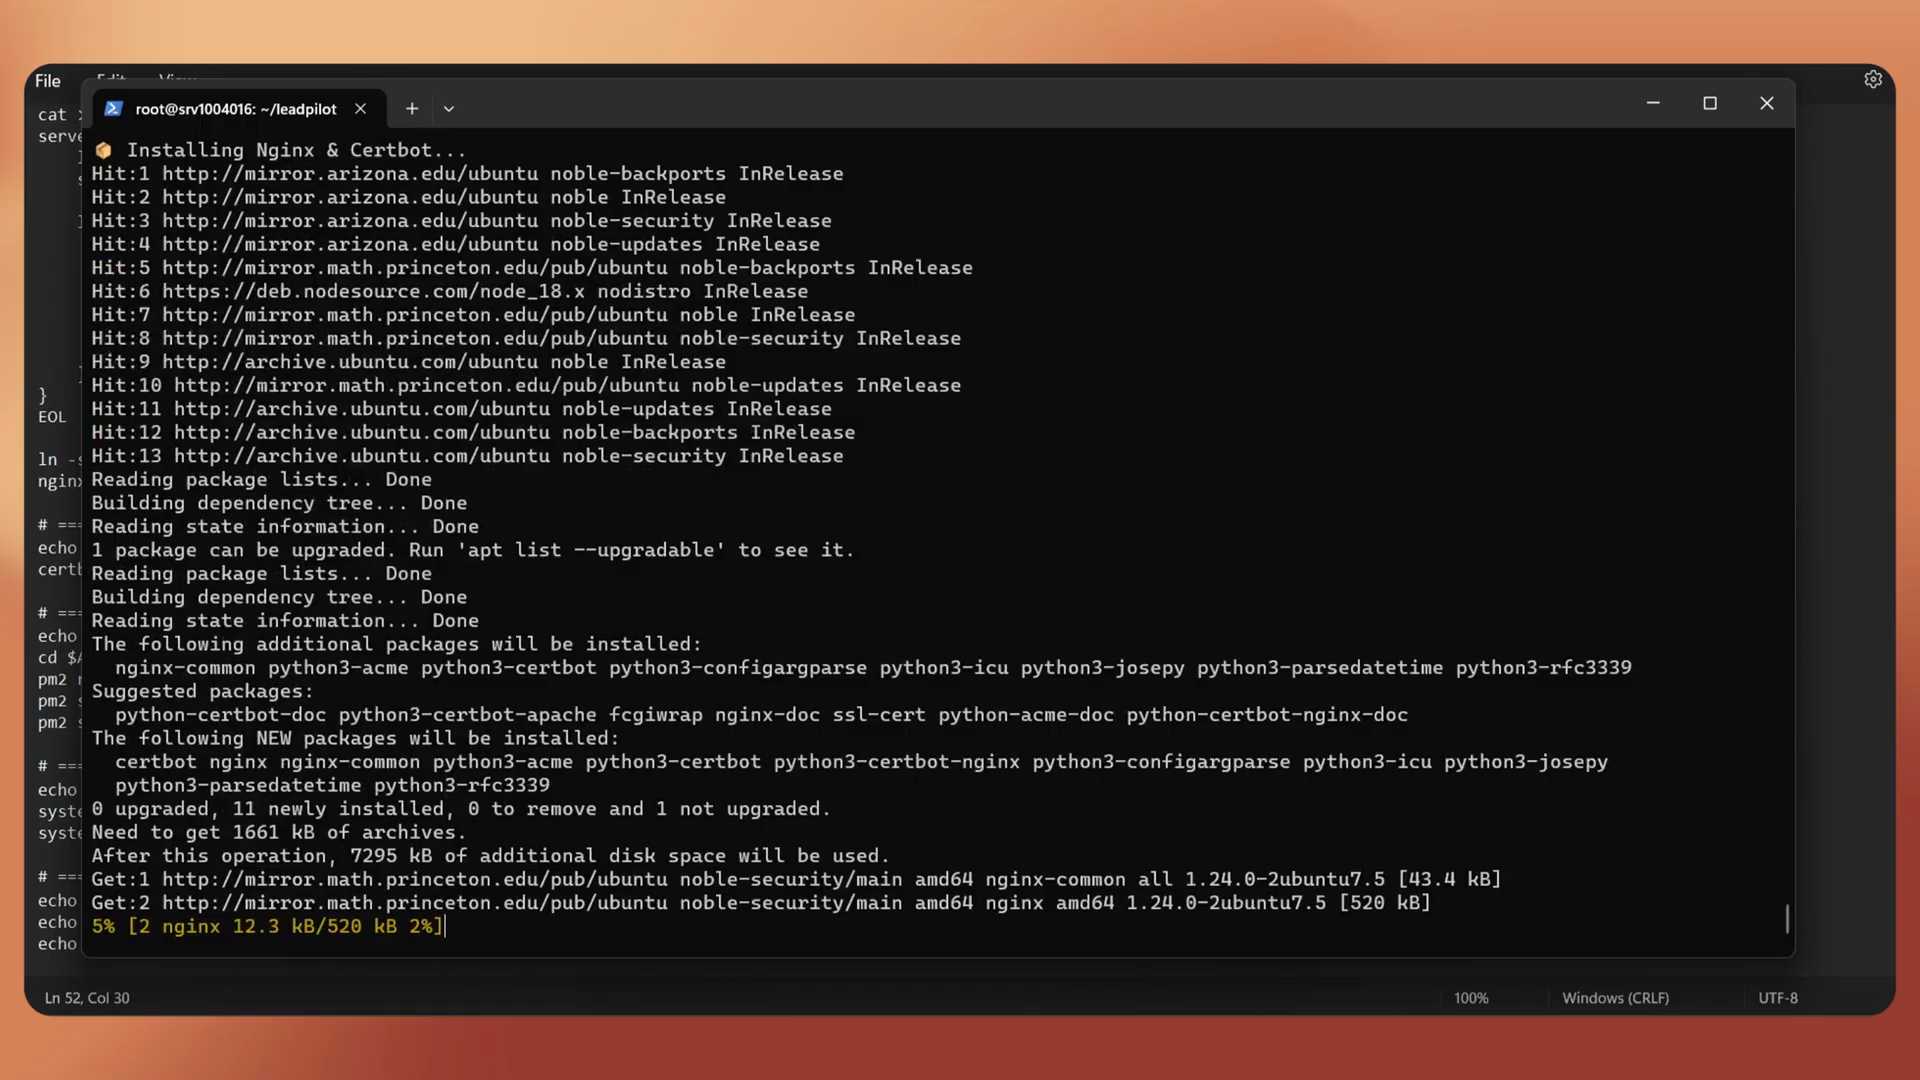 File
root@srv1004016: ~/leadpilot
cat
serve
}
EOL
ln -s
nginx
# ===
echo
certb
# ===
echo
cd $A
pm2
pm2 s
pm2 s
# ===
echo
syste
syste
# ===
echo
echo
echo
Installing Nginx & Certbot...
Hit:1 http://mirror.arizona.edu/ubuntu noble-backports InRelease
Hit:2 http://mirror.arizona.edu/ubuntu noble InRelease
Hit:3 http://mirror.arizona.edu/ubuntu noble-security InRelease
Hit:4 http://mirror.arizona.edu/ubuntu noble-updates InRelease
Hit:5 http://mirror.math.princeton.edu/pub/ubuntu noble-backports InRelease
Hit:6 https://deb.nodesource.com/node_18.x nodistro InRelease
Hit:7 http://mirror.math.princeton.edu/pub/ubuntu noble InRelease
Hit:8 http://mirror.math.princeton.edu/pub/ubuntu noble-security InRelease
Hit:9 http://archive.ubuntu.com/ubuntu noble InRelease
Hit:10 http://mirror.math.princeton.edu/pub/ubuntu noble-updates InRelease
Hit:11 http://archive.ubuntu.com/ubuntu noble-updates InRelease
Hit:12 http://archive.ubuntu.com/ubuntu noble-backports InRelease
Hit:13 http://archive.ubuntu.com/ubuntu noble-security InRelease
Reading package lists... Done
Building dependency tree... Done
Reading state information... Done
1 package can be upgraded. Run 'apt list --upgradable' to see it.
Reading package lists... Done
Building dependency tree... Done
Reading state information... Done
The following additional packages will be installed:
nginx-common python3-acme python3-certbot python3-configargparse python3-icu python3-josepy python3-parsedatetime python3-rfc3339
Suggested packages:
python-certbot-doc python3-certbot-apache fcgiwrap nginx-doc ssl-cert python-acme-doc python-certbot-nginx-doc
The following NEW packages will be installed:
certbot nginx nginx-common python3-acme python3-certbot python3-certbot-nginx python3-configargparse python3-icu python3-josepy
python3-parsedatetime python3-rfc3339
0 upgraded, 11 newly installed, 0 to remove and 1 not upgraded.
Need to get 1661 kB of archives.
After this operation, 7295 kB of additional disk space will be used.
Get:1 http://mirror.math.princeton.edu/pub/ubuntu noble-security/main amd64 nginx-common all 1.24.0-2ubuntu7.5 [43.4 kB]
Get:2 http://mirror.math.princeton.edu/pub/ubuntu noble-security/main amd64 nginx amd64 1.24.0-2ubuntu7.5 [520 kB]
5% [2 nginx 12.3 kB/520 kB 2%]
Ln 52, Col 30
100%
Windows (CRLF)
UTF-8